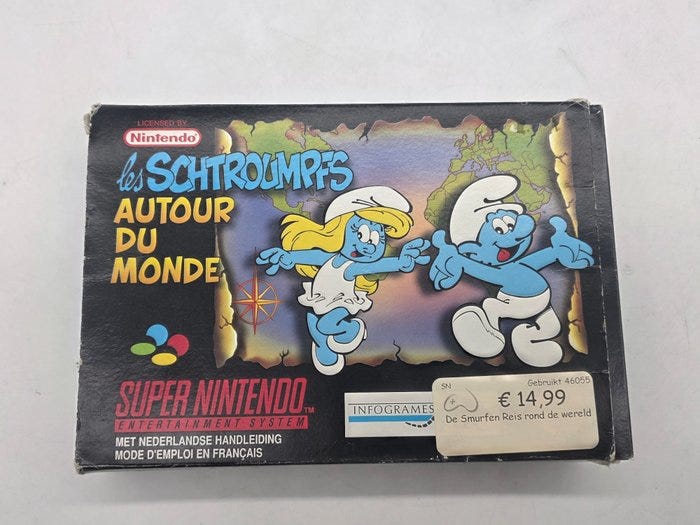 LICENSED BY
Nintendo
les SCHTROUMPFS
AUTOUR
DU
MONDE
SUPER NINTENDO
TM
ENTERTAINMENT SYSTEM
MET NEDERLANDSE HANDLEIDING
MODE D'EMPLOI EN FRANÇAIS
INFOGRAMES
SN
Gebruikt 46055
€ 14,99
De Smurfen Reis rond de wereld